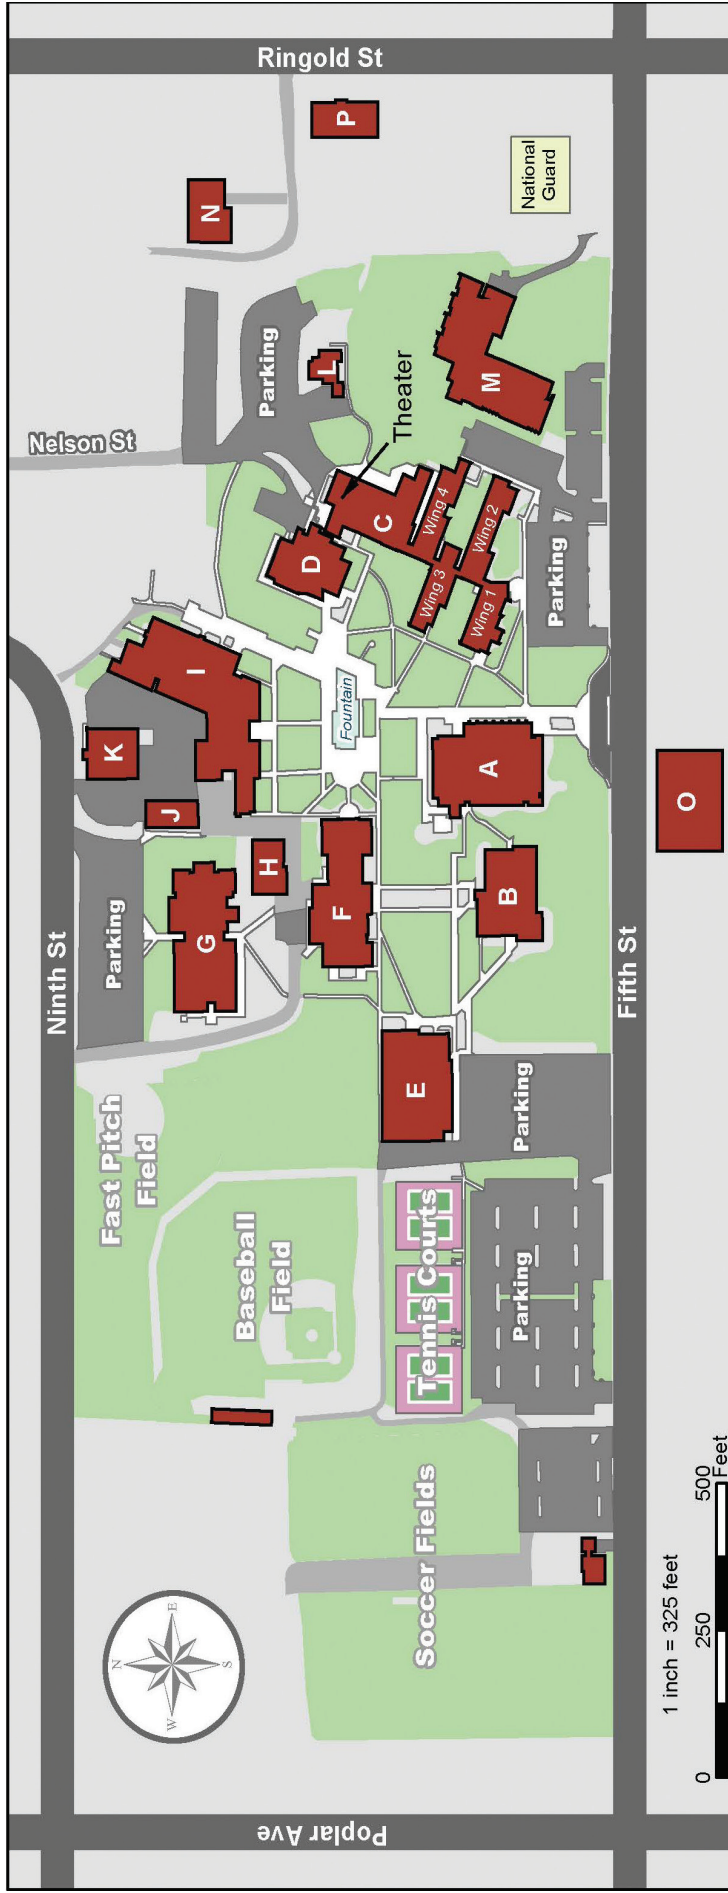 Ringold St
P
N
National
Guard
Parking
L
Theater
M
Nelson St
C
Wing 4
Wing 2
Wing 3
Wing 1
D
Parking
I
K
J
Fountain
A
O
H
F
B
G
Parking
Ninth St
Fifth St
E
Parking
Fast Pitch
Field
Baseball
Field
Tennis Courts
Parking
Soccer Fields
N
E
S
W
Poplar Ave
1 inch = 325 feet
0 250 500
Feet